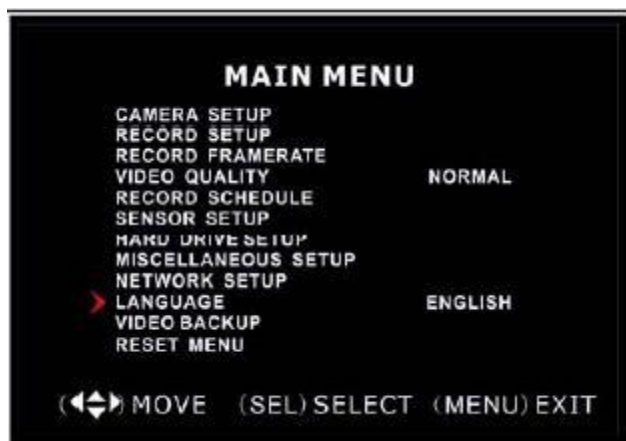 MAIN MENU
CAMERA SETUP
RECORD SETUP
RECORD FRAMERATE
VIDEO QUALITY NORMAL
RECORD SCHEDULE
SENSOR SETUP
HARD DRIVE SETUP
MISCELLANEOUS SETUP
NETWORK SETUP
LANGUAGE ENGLISH
VIDEO BACKUP
RESET MENU
() MOVE (SEL) SELECT (MENU) EXIT